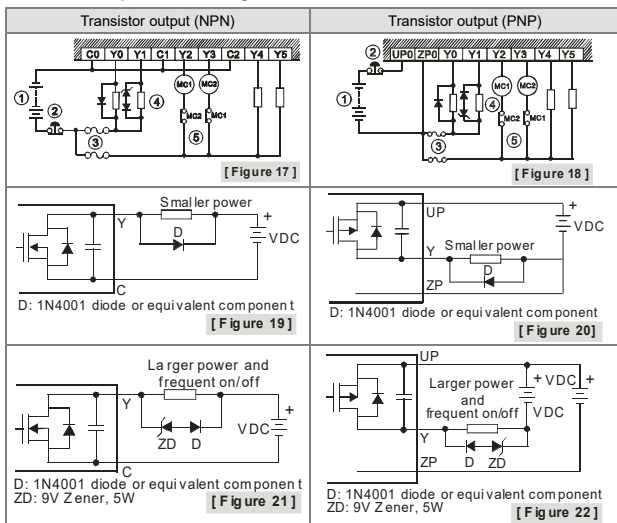 Transistor output (NPN)
Transistor output (PNP)
C0 Y0 Y1 C1 Y2 Y3 C2 Y4 Y5
MC1 MC2
MC2 MC1
① ② ③ ④ ⑤
[ Figure 17 ]
UP0 ZP0 Y0 Y1 Y2 Y3 Y4 Y5
MC1 MC2
MC2 MC1
① ② ③ ④ ⑤
[ Figure 18 ]
Smaller power
Y
D
+
VDC
C
D: 1N4001 diode or equivalent component
[ Figure 19 ]
UP
+
VDC
Y
Smaller power
D
ZP
D: 1N4001 diode or equivalent component
[ Figure 20]
Larger power and
frequent on/off
Y
+
VDC
ZD D
C
D: 1N4001 diode or equivalent component
ZD: 9V Zener, 5W
[ Figure 21 ]
UP
Larger power
and
frequent on/off
+ VDC +
VDC
Y
ZP
D ZD
D: 1N4001 diode or equivalent component
ZD: 9V Zener, 5W
[ Figure 22 ]